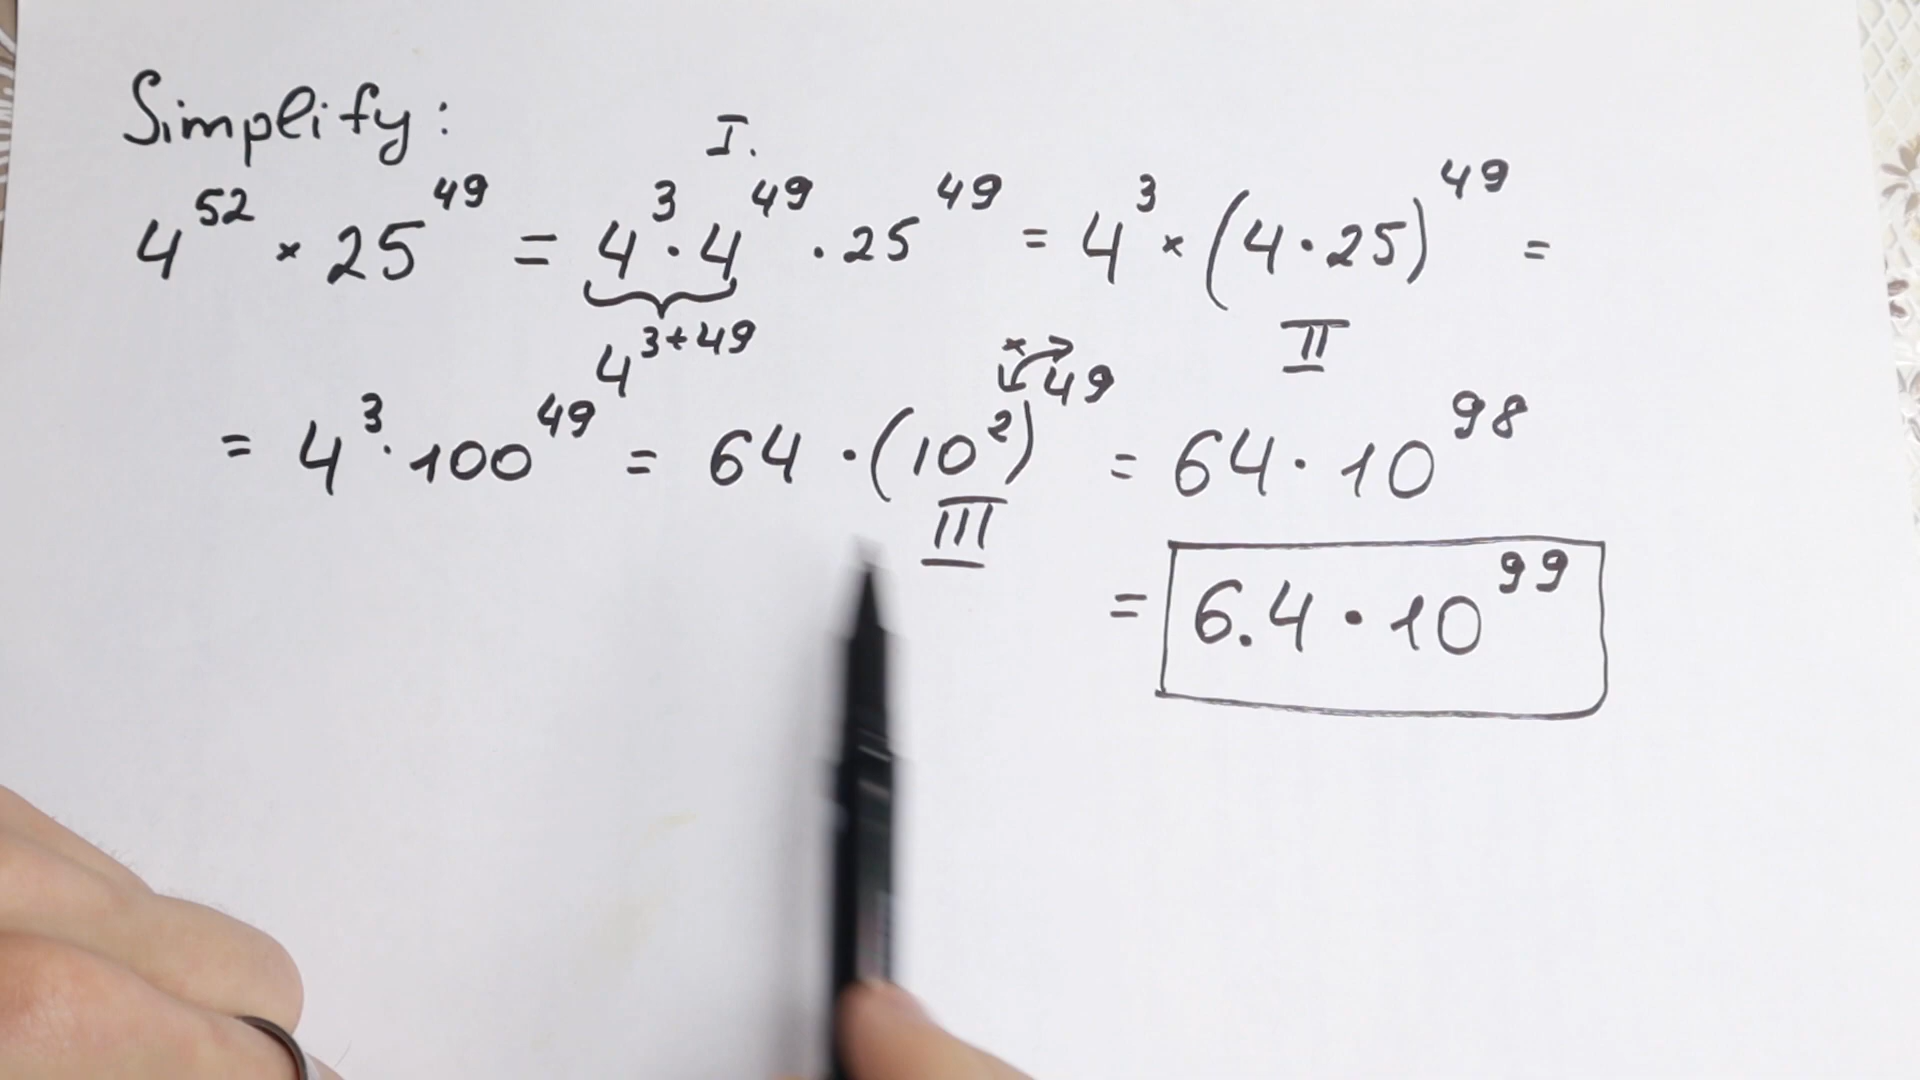 Simplify:
I.
4^52 × 25^49 = 4^3 · 4^49 · 25^49 = 4^3 × (4 · 25)^49 =
4^3+49
II
= 4^3 · 100^49 = 64 · (10^2)^49 = 64 · 10^98
×
III
= 6.4 · 10^99